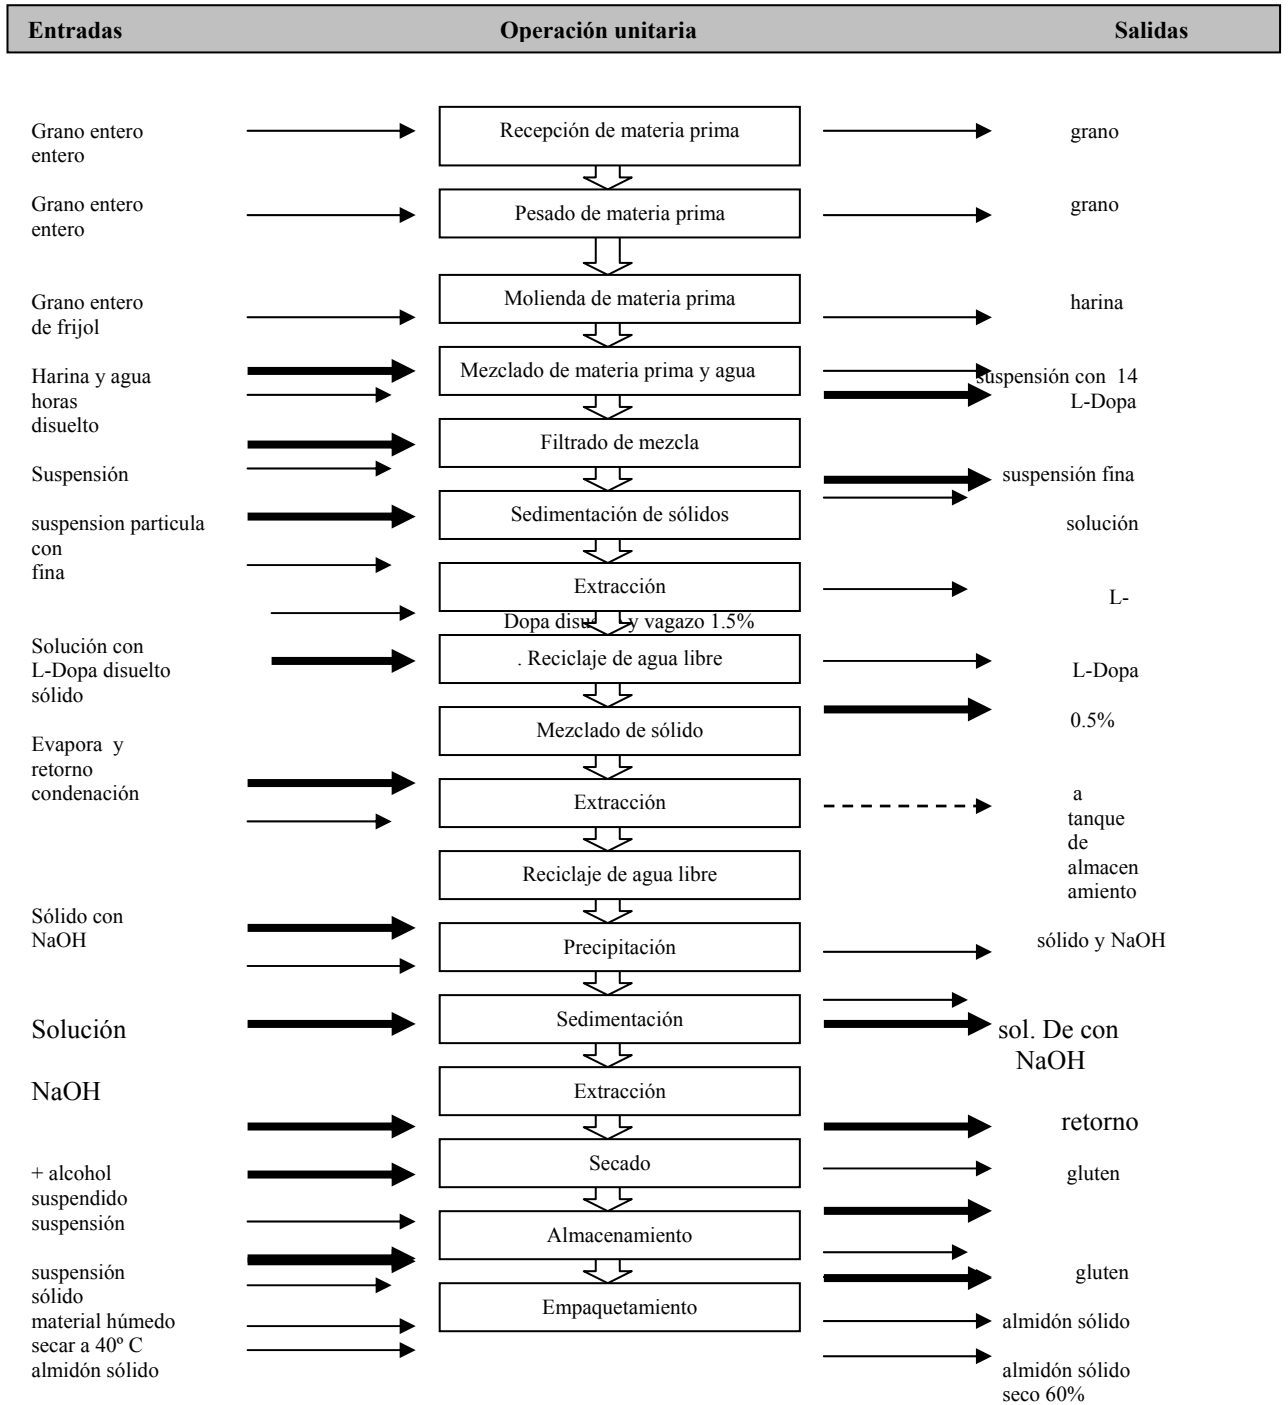 Entradas Operación unitaria Salidas
Grano entero Recepción de materia prima grano
entero
Grano entero Pesado de materia prima grano
entero
Grano entero Molienda de materia prima harina
de frijol
Harina y agua Mezclado de materia prima y agua suspensión con 14
horas L-Dopa
disuelto
Filtrado de mezcla
Suspensión suspensión fina
suspension particula Sedimentación de sólidos solución
con
fina
Extracción L-
Dopa y vagazo 1.5%
Solución con . Reciclaje de agua libre
L-Dopa disuelto L-Dopa
sólido
Mezclado de sólido 0.5%
Evapora y
retorno
condenación
Extracción a
tanque
de
almacen
amiento
Reciclaje de agua libre
Sólido con
NaOH Precipitación sólido y NaOH
Solución Sedimentación sol. De con
NaOH
NaOH Extracción
retorno
+ alcohol Secado gluten
suspendido
suspensión
Almacenamiento
suspensión gluten
sólido
Empaquetamiento
material húmedo almidón sólido
secar a 40º C
almidón sólido almidón sólido
seco 60%